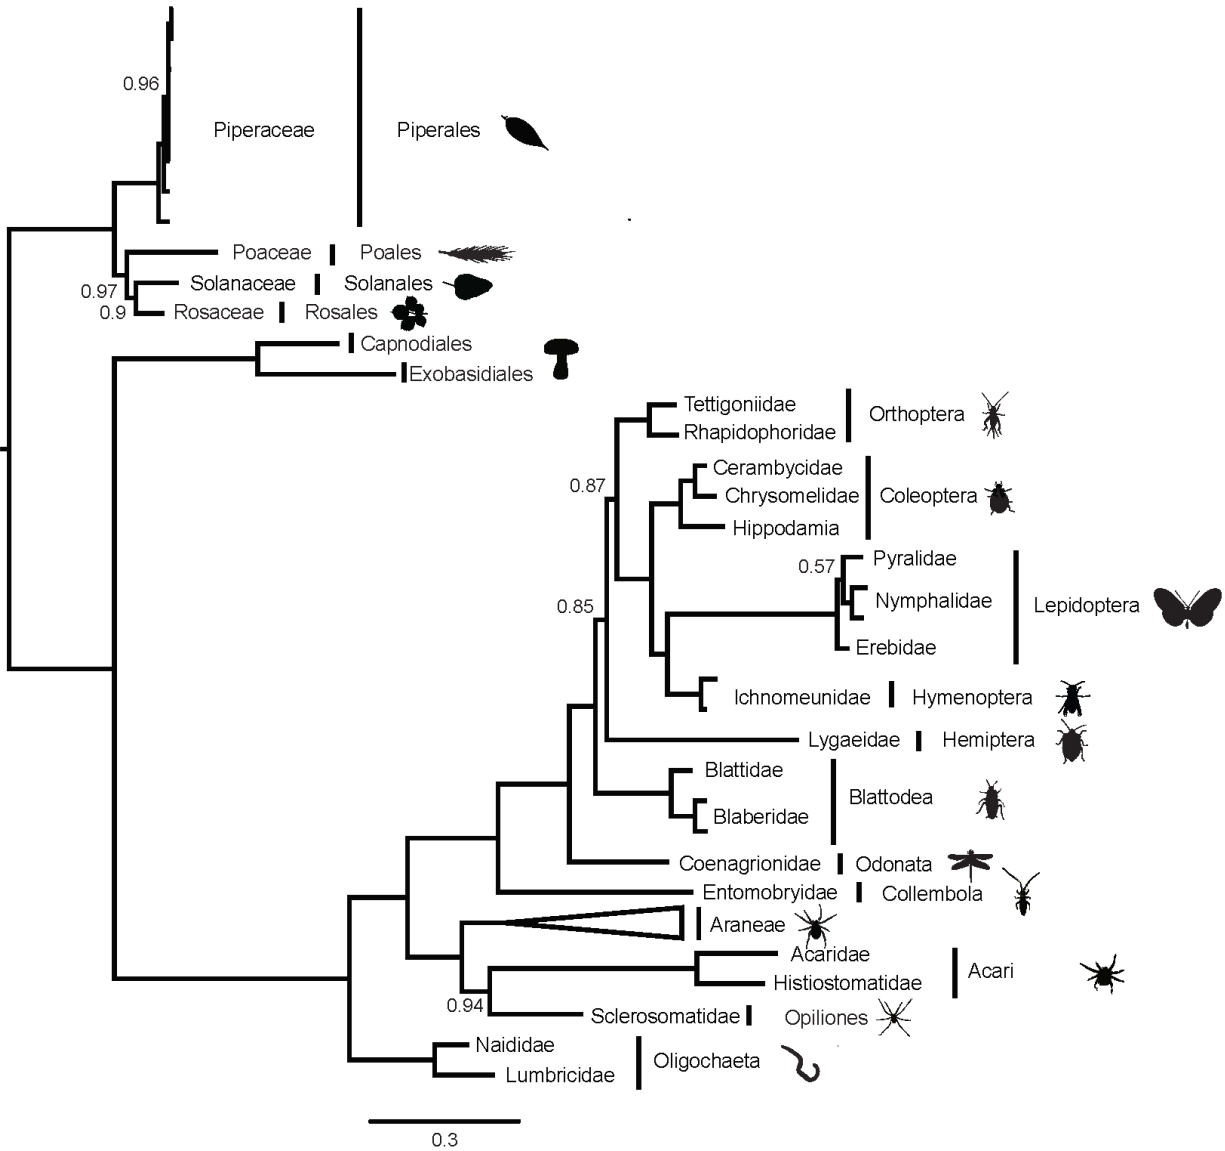 0.96
Piperaceae
Piperales
Poaceae
Poales
0.97
Solanaceae
Solanales
0.9
Rosaceae
Rosales
Capnodiales
Exobasidiales
Tettigoniidae
Rhapidophoridae
Orthoptera
0.87
Cerambycidae
Chrysomelidae
Hippodamia
Coleoptera
0.57
Pyralidae
Nymphalidae
Erebidae
Lepidoptera
0.85
Ichnomeunidae
Hymenoptera
Lygaeidae
Hemiptera
Blattidae
Blaberidae
Blattodea
Coenagrionidae
Odonata
Entomobryidae
Collembola
Araneae
Acaridae
Histiostomatidae
Acari
0.94
Sclerosomatidae
Opiliones
Naididae
Lumbricidae
Oligochaeta
0.3